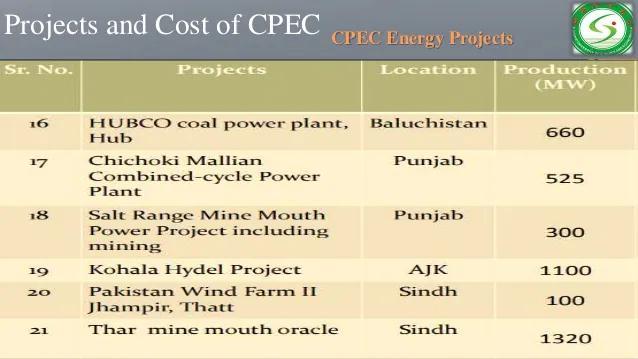 Projects and Cost of CPEC
CPEC Energy Projects
Sr. No. Projects Location Production
(MW)
16 HUBCO coal power plant, Baluchistan 660
Hub
17 Chichoki Mallian Punjab 525
Combined-cycle Power
Plant
18 Salt Range Mine Mouth Punjab 300
Power Project including
mining
19 Kohala Hydel Project AJK 1100
20 Pakistan Wind Farm II Sindh 100
Jhampir, Thatt
21 Thar mine mouth oracle Sindh 1320